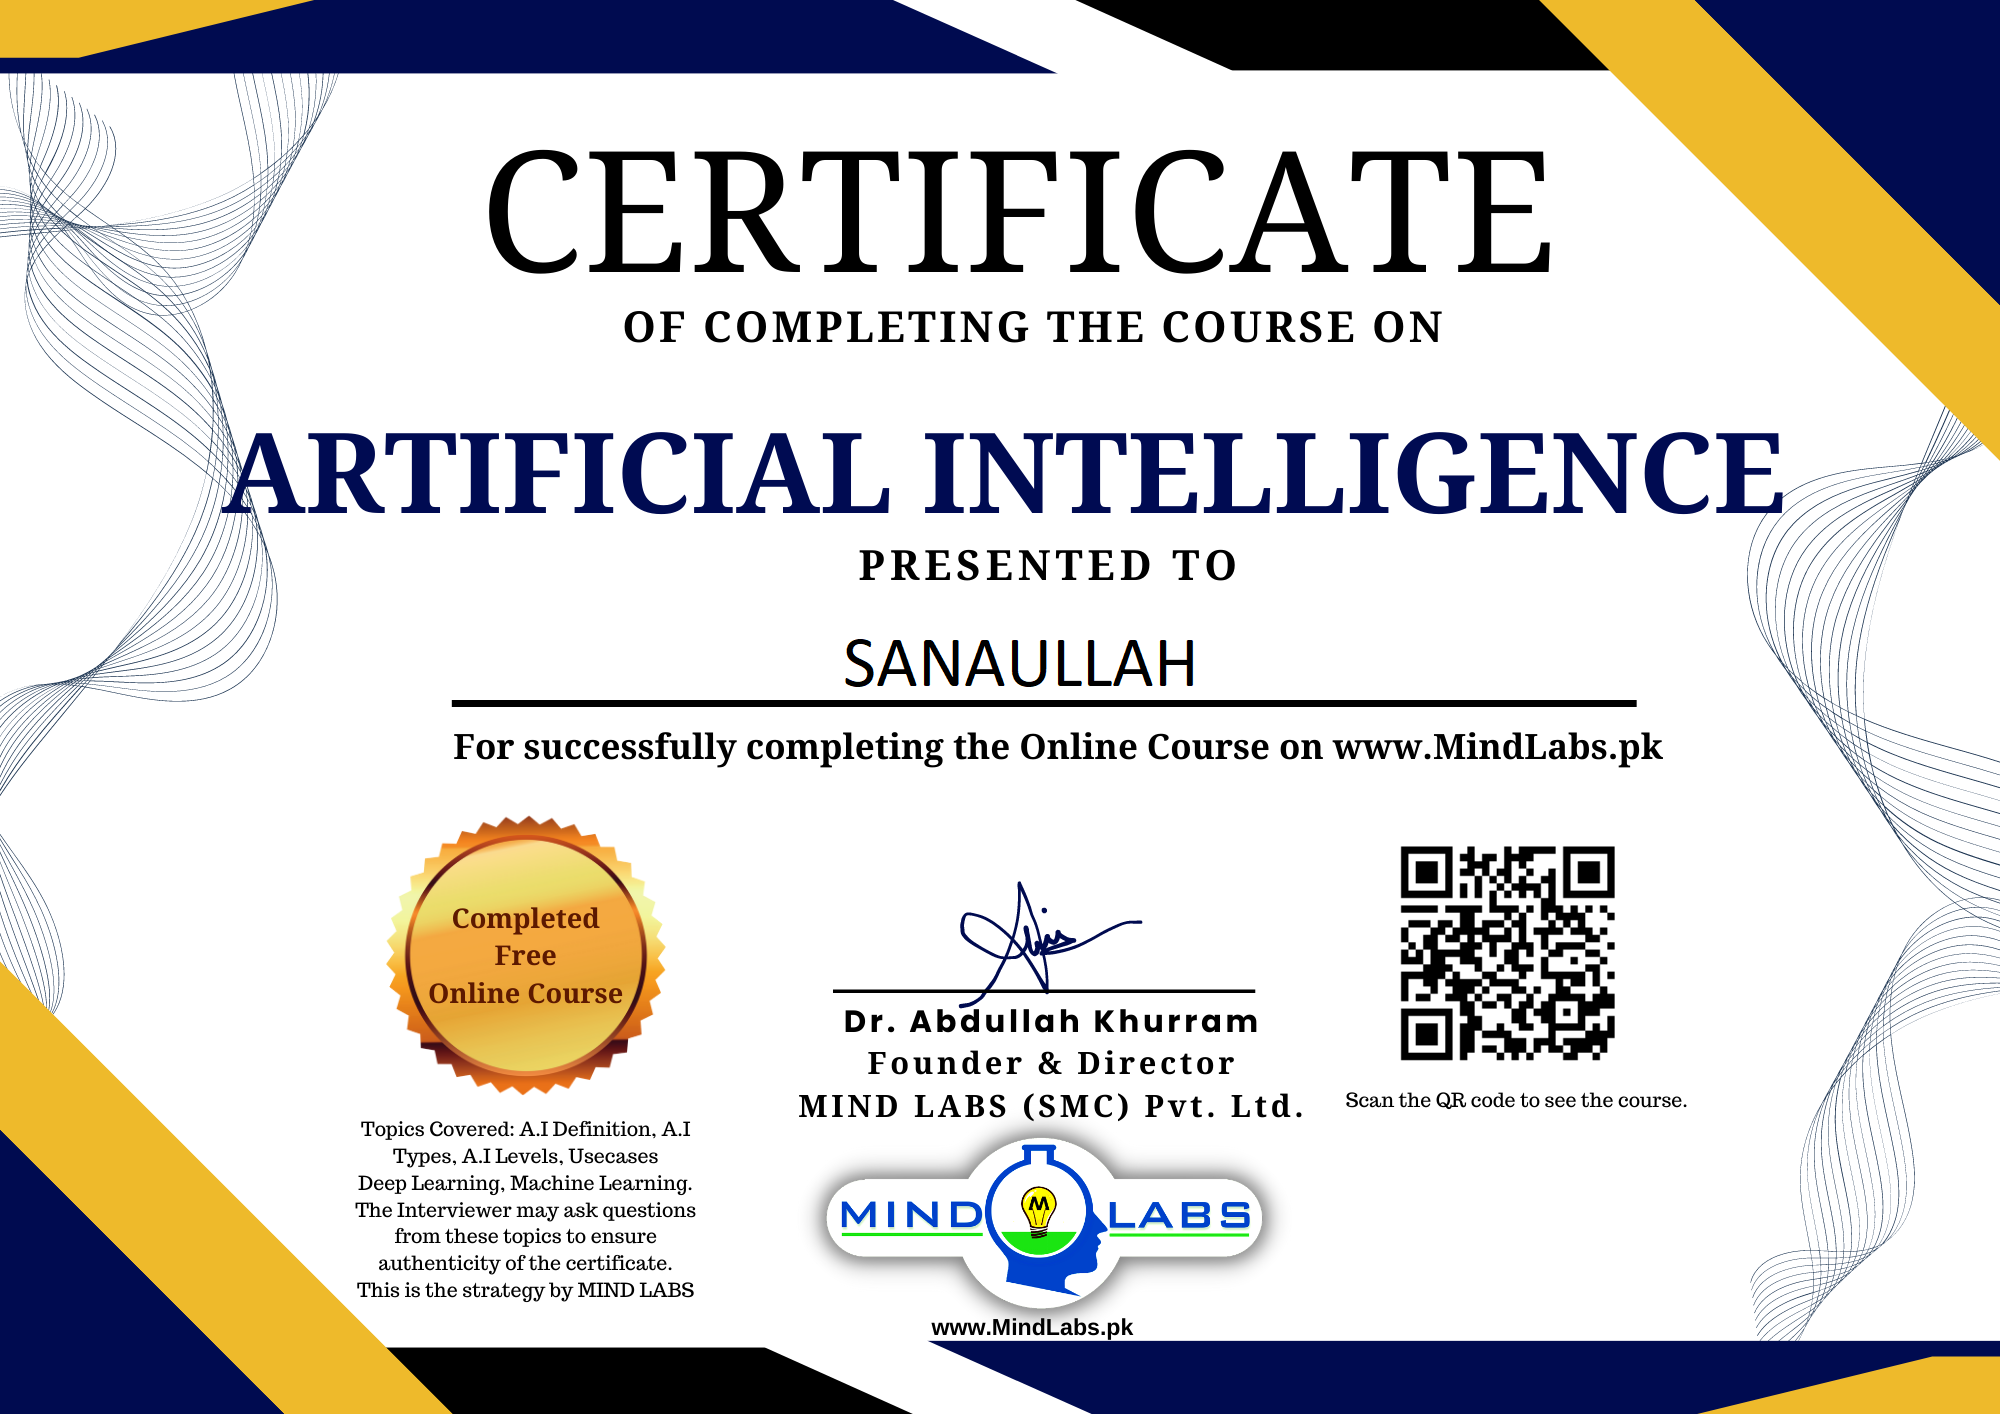 CERTIFICATE
OF COMPLETING THE COURSE ON
ARTIFICIAL INTELLIGENCE
PRESENTED TO
SANAULLAH
For successfully completing the Online Course on www.MindLabs.pk
Completed
Free
Online Course
Topics Covered: A.I Definition, A.I
Types, A.I Levels, Usecases
Deep Learning, Machine Learning.
The Interviewer may ask questions
from these topics to ensure
authenticity of the certificate.
This is the strategy by MIND LABS
Dr. Abdullah Khurram
Founder & Director
MIND LABS (SMC) Pvt. Ltd.
MIND M LABS
www.MindLabs.pk
Scan the QR code to see the course.